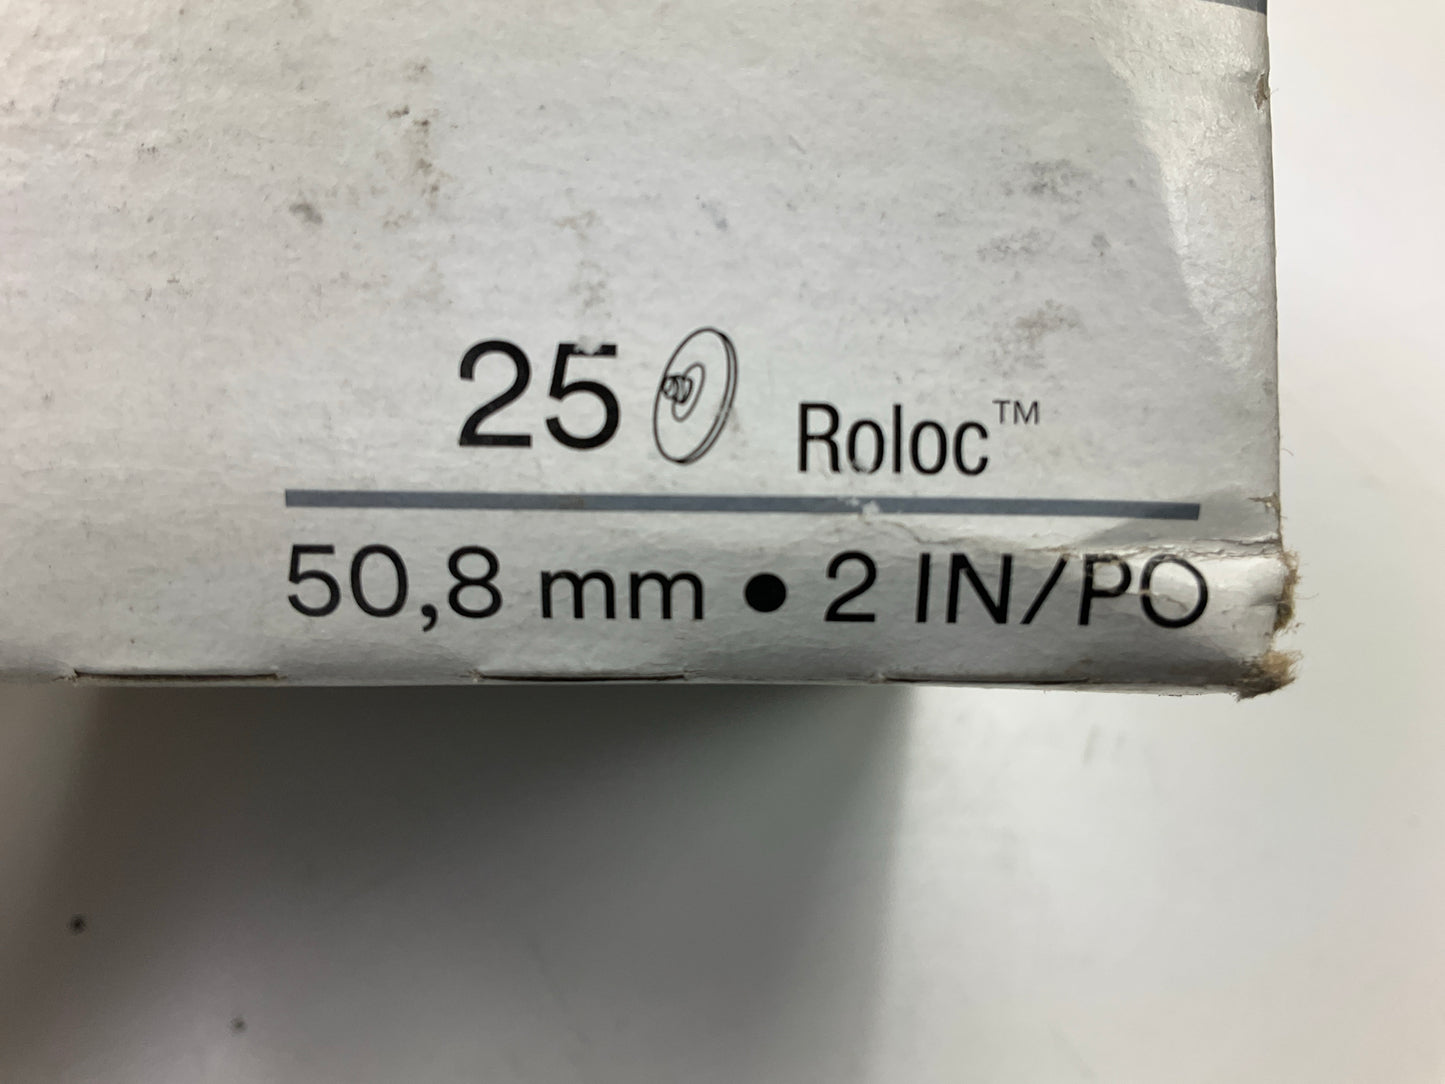 25 Roloc™
50,8 mm • 2 IN/PO